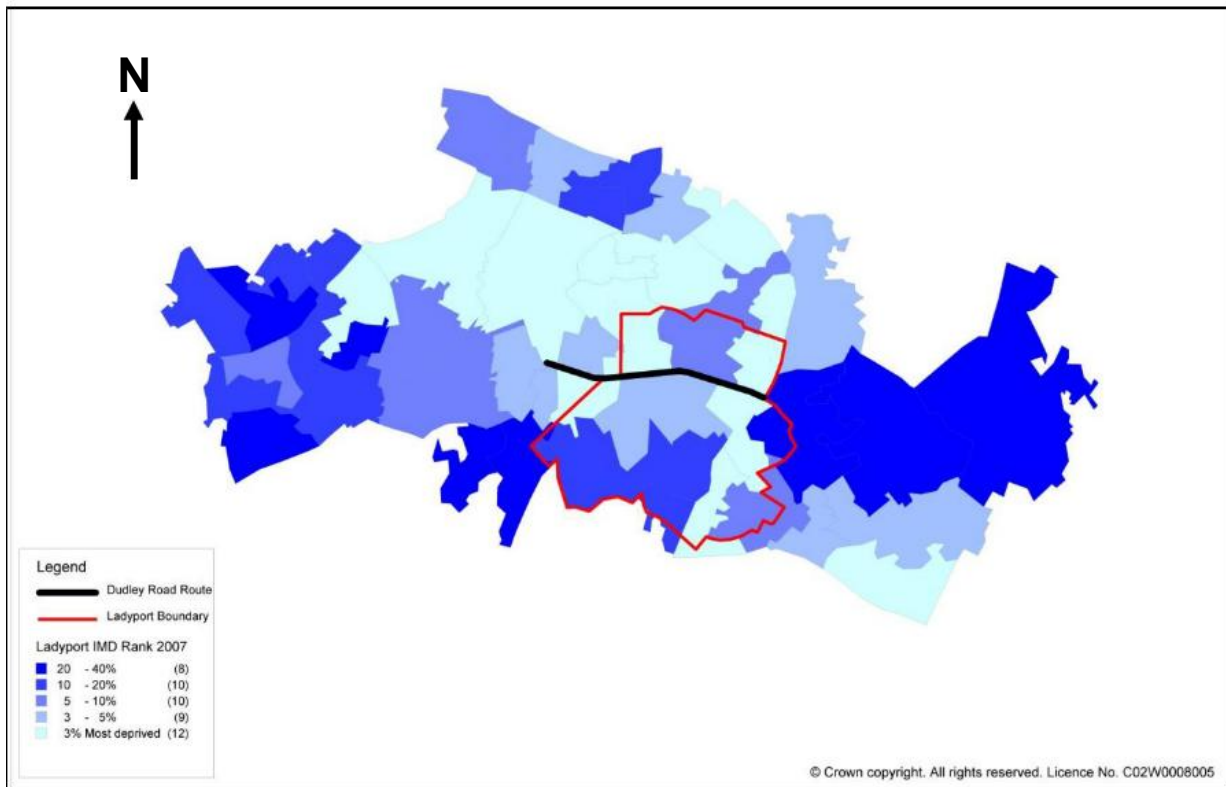 N
Legend
Dudley Road Route
Ladyport Boundary
Ladyport IMD Rank 2007
20 - 40% (8)
10 - 20% (10)
5 - 10% (10)
3 - 5% (9)
3% Most deprived (12)
© Crown copyright. All rights reserved. Licence No. C02W0008005